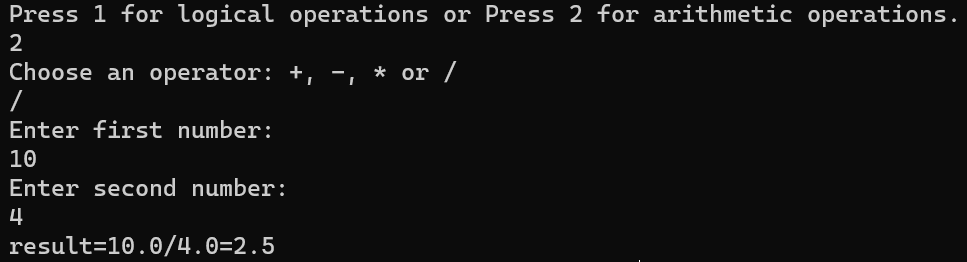 Press 1 for logical operations or Press 2 for arithmetic operations.
2
Choose an operator: +, -, * or /
/
Enter first number:
10
Enter second number:
4
result=10.0/4.0=2.5